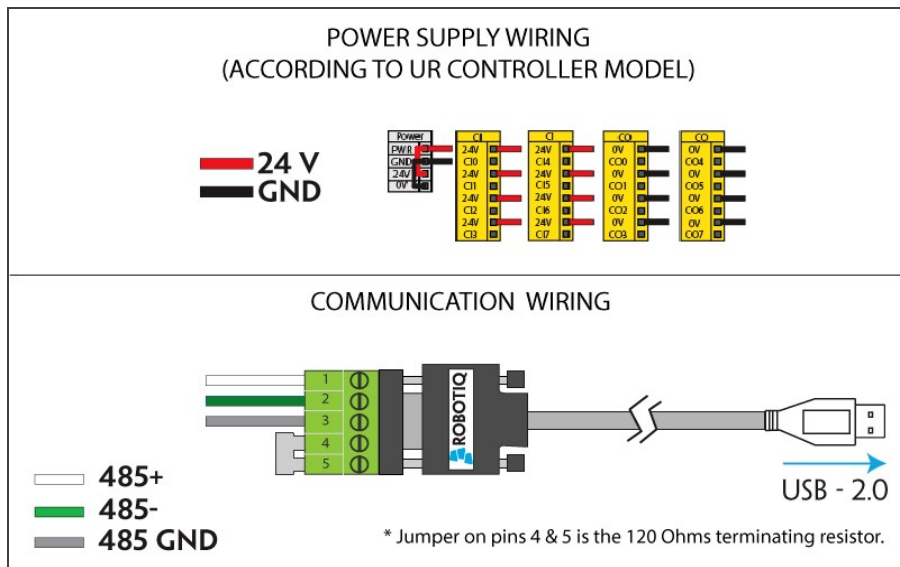 POWER SUPPLY WIRING
(ACCORDING TO UR CONTROLLER MODEL)
24 V
GND
Power
PWR
GND
24V
0V
CI
24V
CI0
24V
CI1
24V
CI2
24V
CI3
CI
24V
CI4
24V
CI5
24V
CI6
24V
CI7
CO
0V
CO0
0V
CO1
0V
CO2
0V
CO3
CO
0V
CO4
0V
CO5
0V
CO6
0V
CO7
COMMUNICATION WIRING
1
2
3
4
5
ROBOTIQ
USB - 2.0
485+
485-
485 GND
* Jumper on pins 4 & 5 is the 120 Ohms terminating resistor.